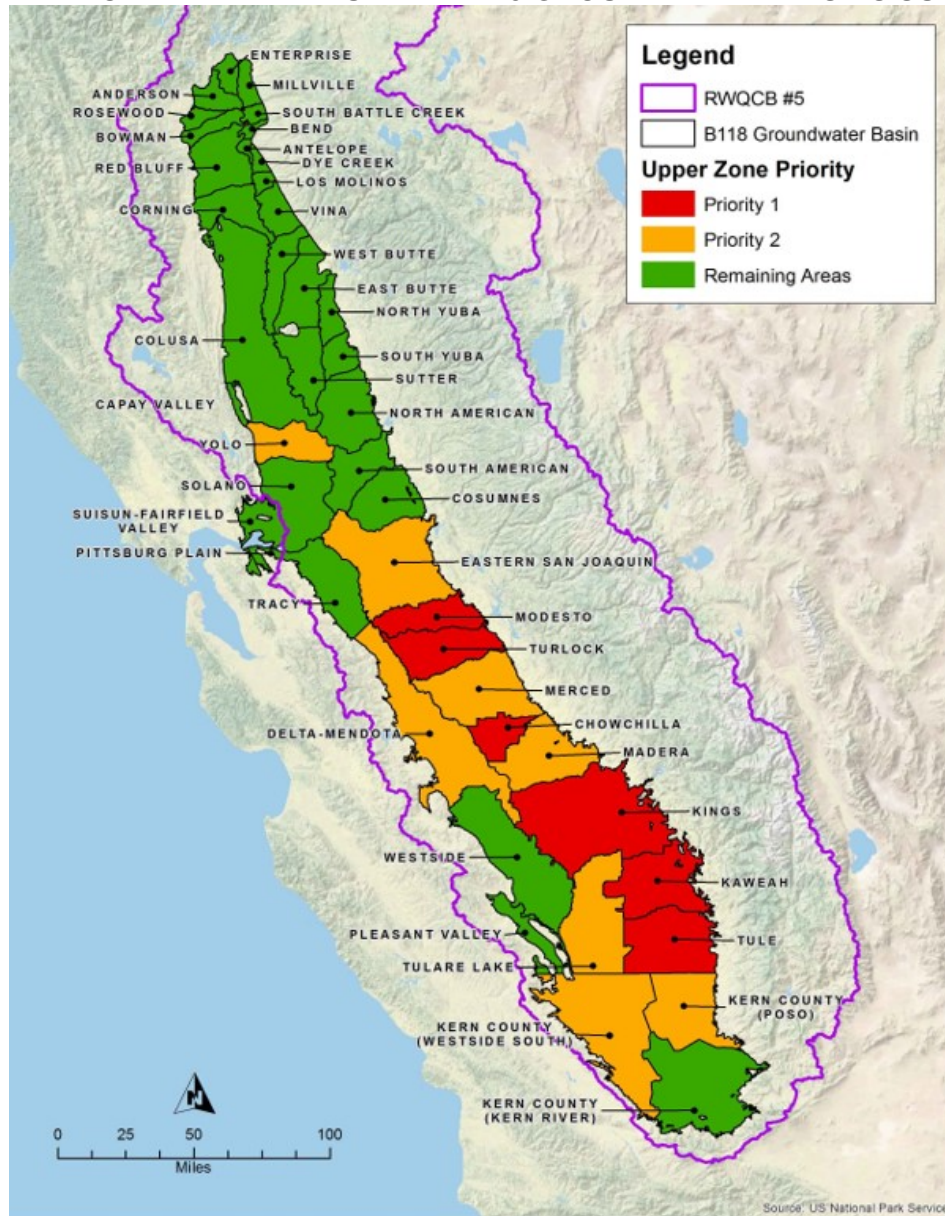 Legend
RWQCB #5
B118 Groundwater Basin
Upper Zone Priority
Priority 1
Priority 2
Remaining Areas
ENTERPRISE
MILLVILLE
ANDERSON
ROSEWOOD
SOUTH BATTLE CREEK
BEND
BOWMAN
ANTELOPE
DYE CREEK
RED BLUFF
LOS MOLINOS
CORNING
VINA
WEST BUTTE
EAST BUTTE
NORTH YUBA
COLUSA
SOUTH YUBA
SUTTER
CAPAY VALLEY
NORTH AMERICAN
YOLO
SOUTH AMERICAN
SOLANO
COSUMNES
SUISUN-FAIRFIELD
VALLEY
PITTSBURG PLAIN
EASTERN SAN JOAQUIN
TRACY
MODESTO
TURLOCK
MERCED
CHOWCHILLA
DELTA-MENDOTA
MADERA
KINGS
WESTSIDE
KAWEAH
PLEASANT VALLEY
TULE
TULARE LAKE
KERN COUNTY
(POSO)
KERN COUNTY
(WESTSIDE SOUTH)
KERN COUNTY
(KERN RIVER)
N
0 25 50 100
Miles
Source: US National Park Service